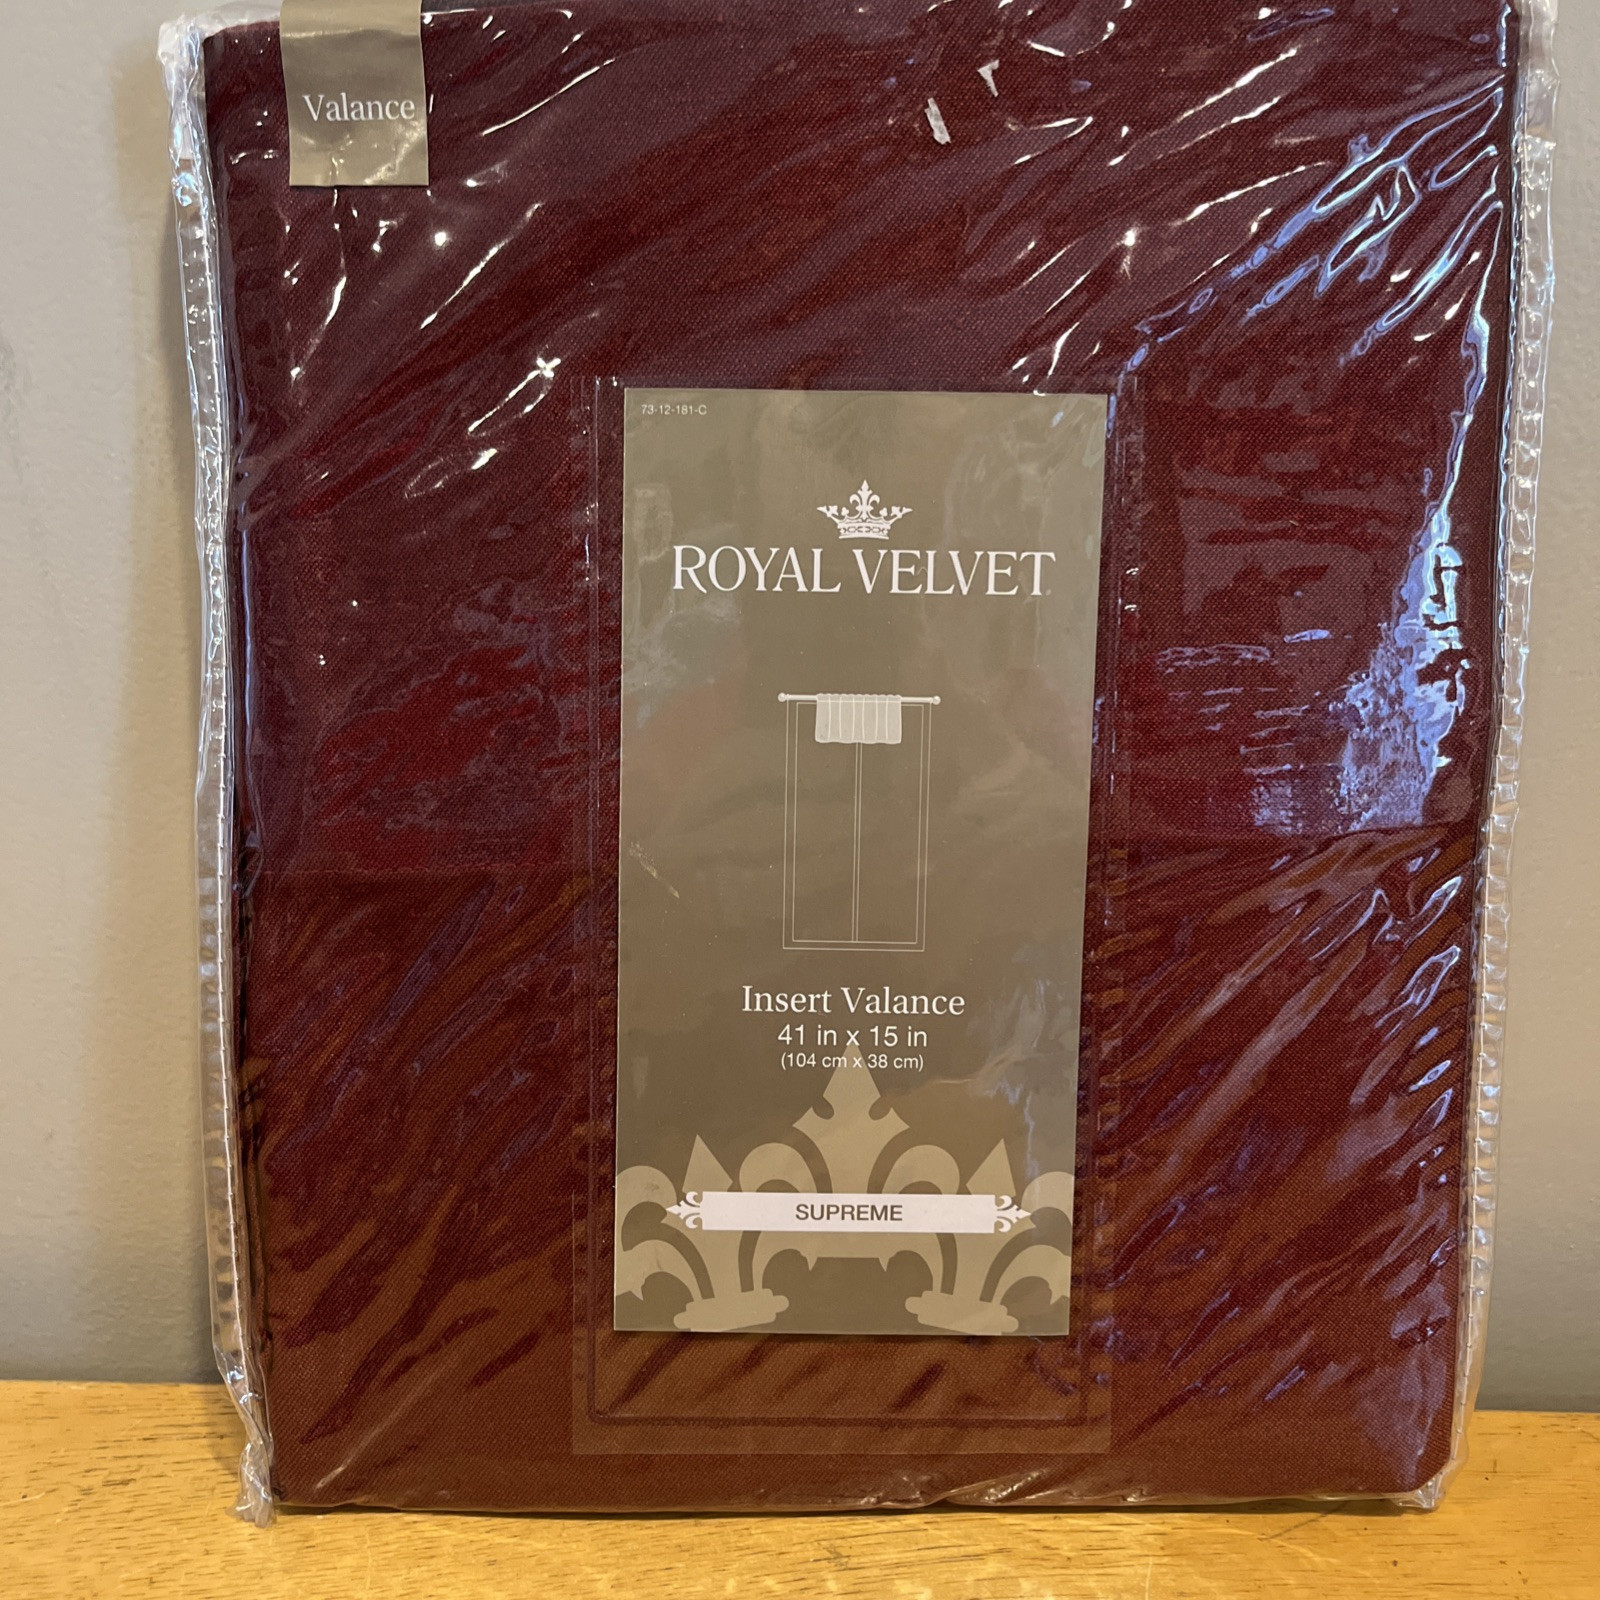 Valance
73-12-181-C
ROYAL VELVET
Insert Valance
41 in x 15 in
(104 cm x 38 cm)
SUPREME